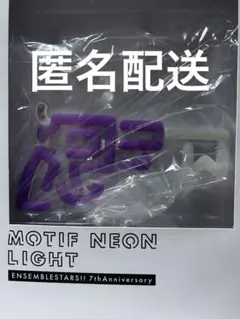 匿名配送
MOTIF NEON
LIGHT
ENSEMBLESTARS!! 7thAnniversary